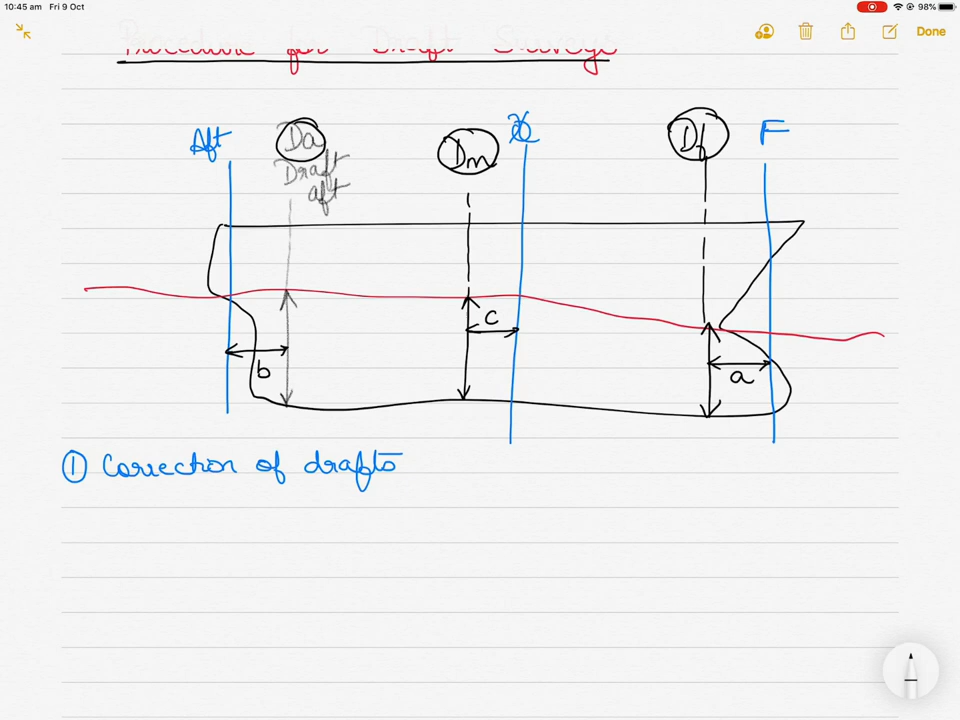 10:45 am Fri 9 Oct
98%
Done
Procedure for Draft Surveys
Aft
Da
Draft
aft
Dm
Df
F
c
b
a
① Correction of drafts